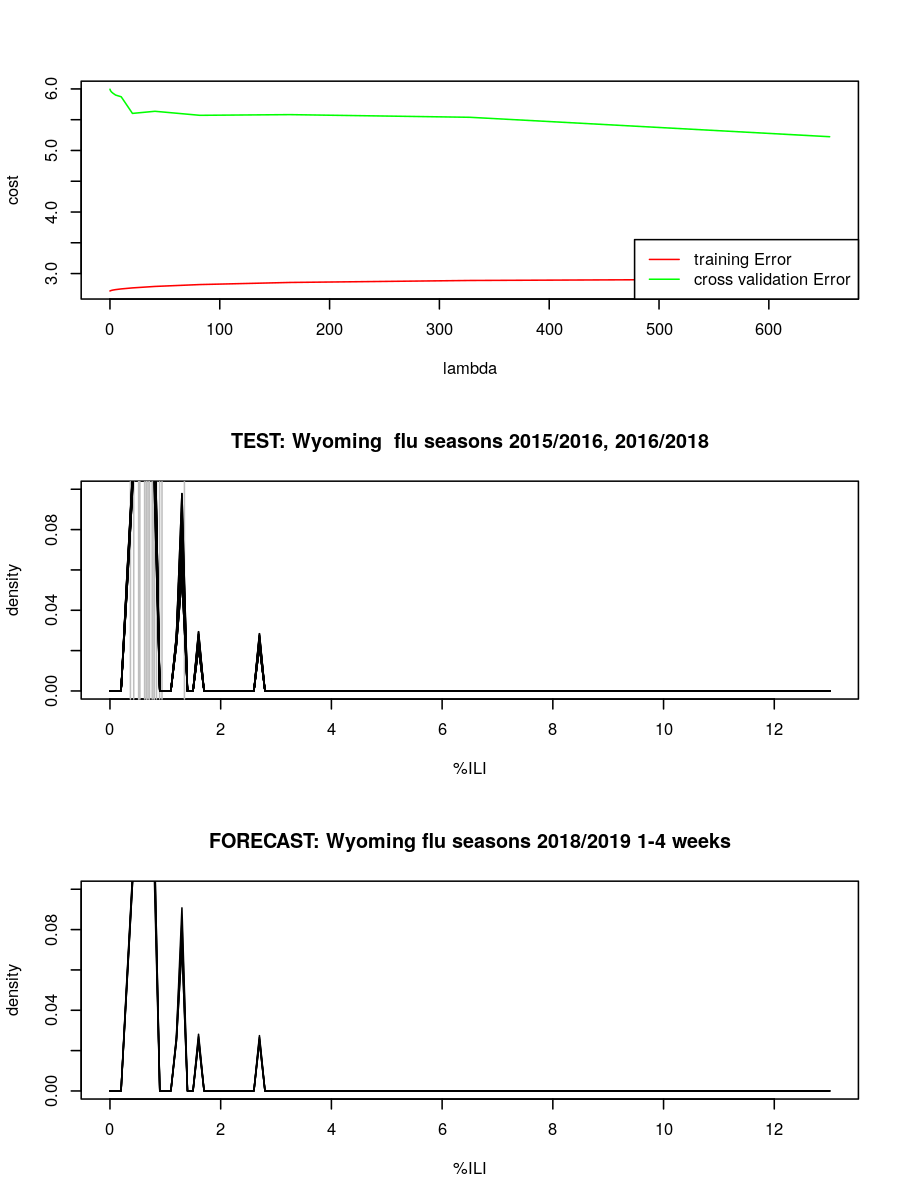 6.0
5.0
4.0
3.0
cost
training Error
cross validation Error
0 100 200 300 400 500 600
lambda
TEST: Wyoming  flu seasons 2015/2016, 2016/2018
0.08
0.04
0.00
density
0 2 4 6 8 10 12
%ILI
FORECAST: Wyoming flu seasons 2018/2019 1-4 weeks
0.08
0.04
0.00
density
0 2 4 6 8 10 12
%ILI